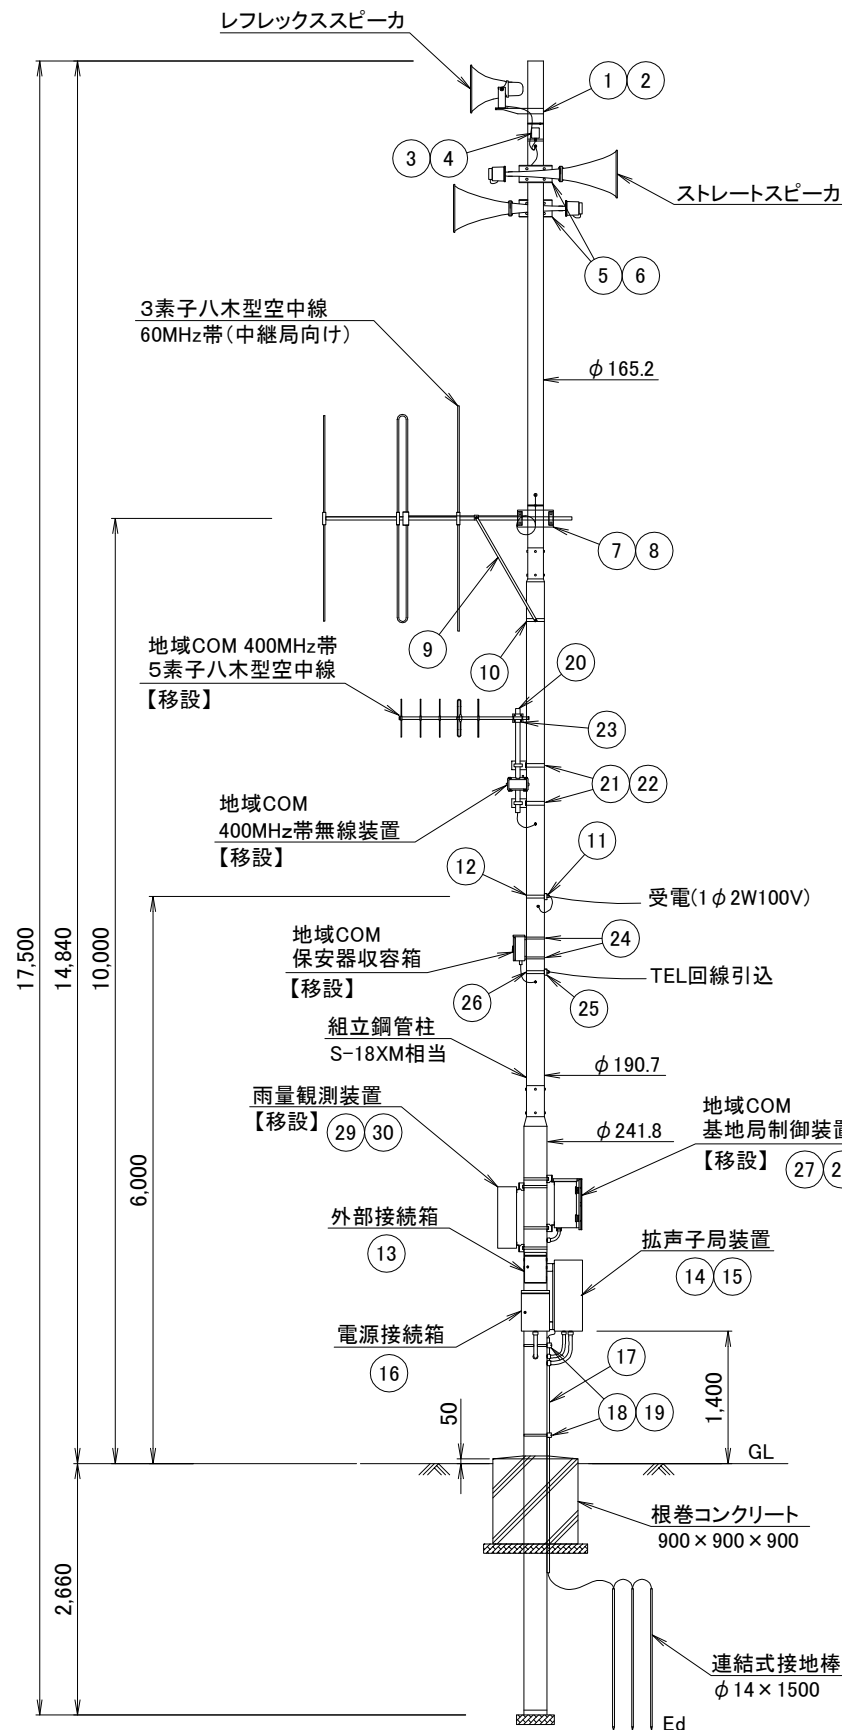 レフレックススピーカ
1 2
3 4
ストレートスピーカ
5 6
3素子八木型空中線
60MHz帯(中継局向け)
φ165.2
7 8
9
10
地域COM 400MHz帯
5素子八木型空中線
【移設】
20
23
21 22
地域COM
400MHz帯無線装置
【移設】
11
12
受電(1φ2W100V)
24
地域COM
保安器収容箱
【移設】
TEL回線引込
26
25
組立鋼管柱
S-18XM相当
φ190.7
雨量観測装置
【移設】
29 30
φ241.8
地域COM
基地局制御装置
【移設】
27
外部接続箱
13
拡声子局装置
14 15
電源接続箱
16
17
18 19
17,500
14,840
10,000
6,000
50
1,400
GL
根巻コンクリート
900×900×900
2,660
連結式接地棒
φ14×1500
Ed